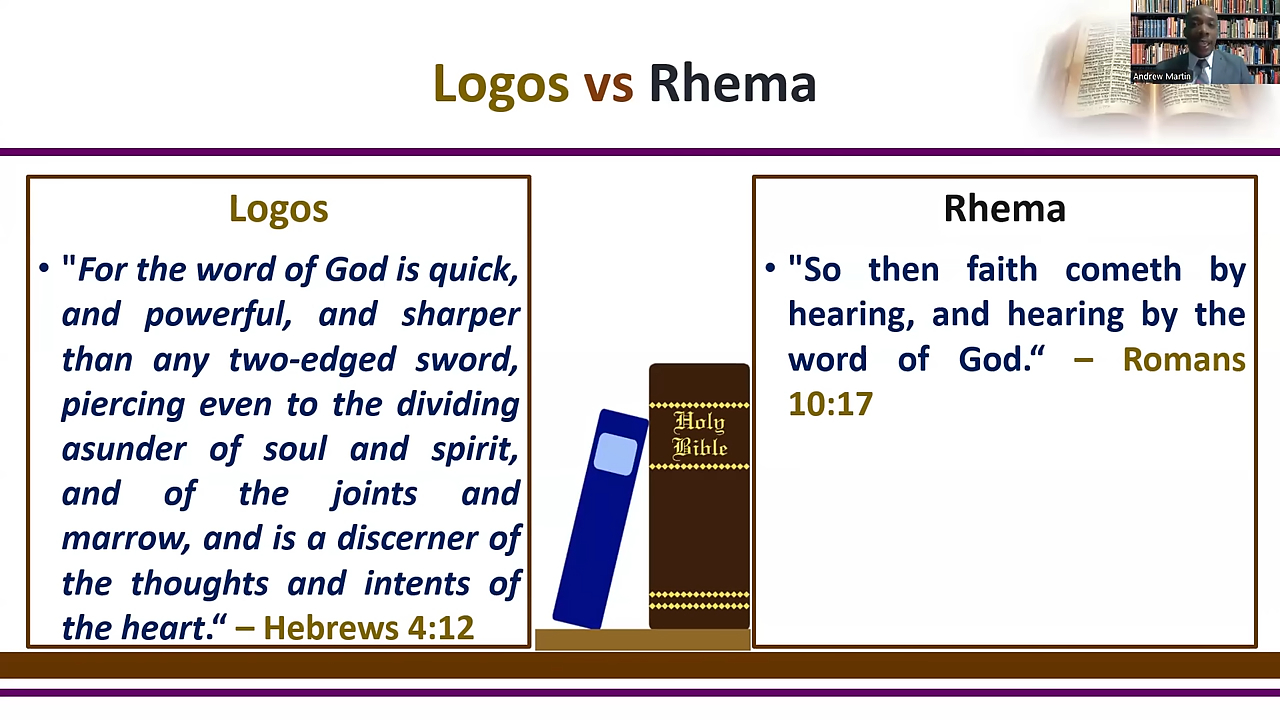 Logos vs Rhema
Andrew Martin
Logos
• "For the word of God is quick,
and powerful, and sharper
than any two-edged sword,
piercing even to the dividing
asunder of soul and spirit,
and of the joints and
marrow, and is a discerner of
the thoughts and intents of
the heart.“ – Hebrews 4:12
Holy
Bible
Rhema
• "So then faith cometh by
hearing, and hearing by the
word of God.“ – Romans
10:17